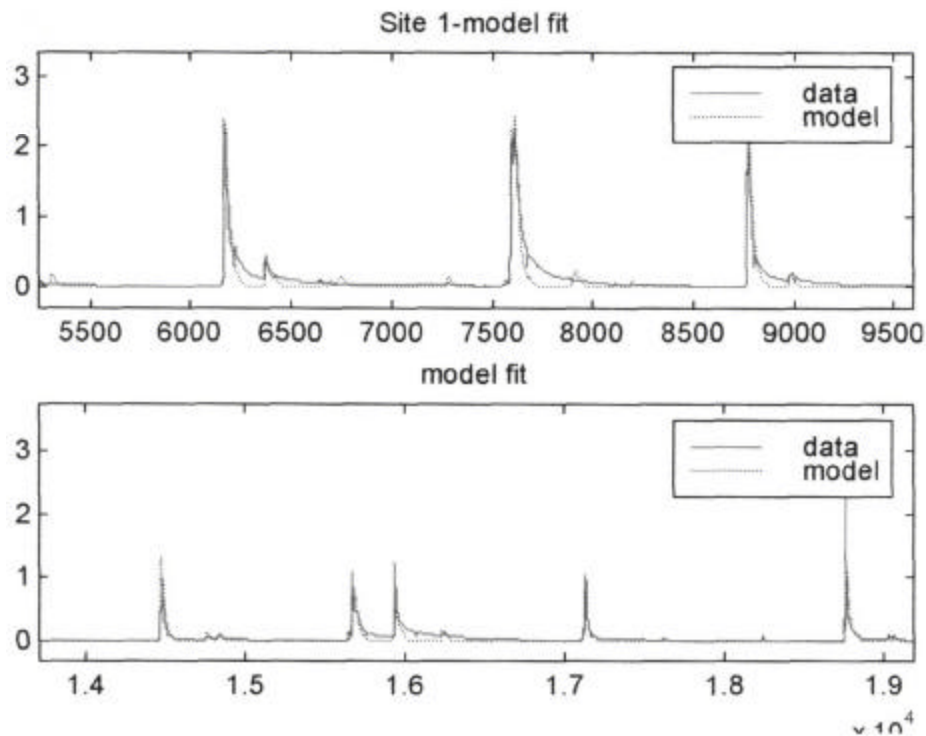 Site 1-model fit
3
2
1
0
data
model
5500 6000 6500 7000 7500 8000 8500 9000 9500
model fit
3
2
1
0
data
model
1.4 1.5 1.6 1.7 1.8 1.9
x 10^4